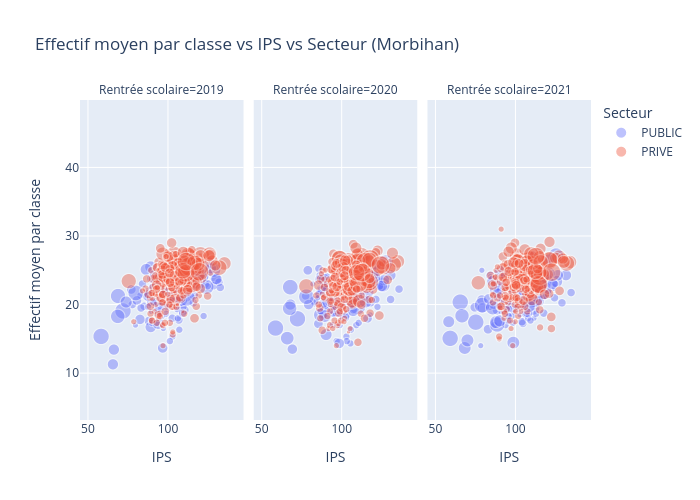 Effectif moyen par classe vs IPS vs Secteur (Morbihan)
Rentrée scolaire=2019
Rentrée scolaire=2020
Rentrée scolaire=2021
Secteur
PUBLIC
PRIVE
Effectif moyen par classe
40
30
20
10
50 100
50 100
50 100
IPS
IPS
IPS